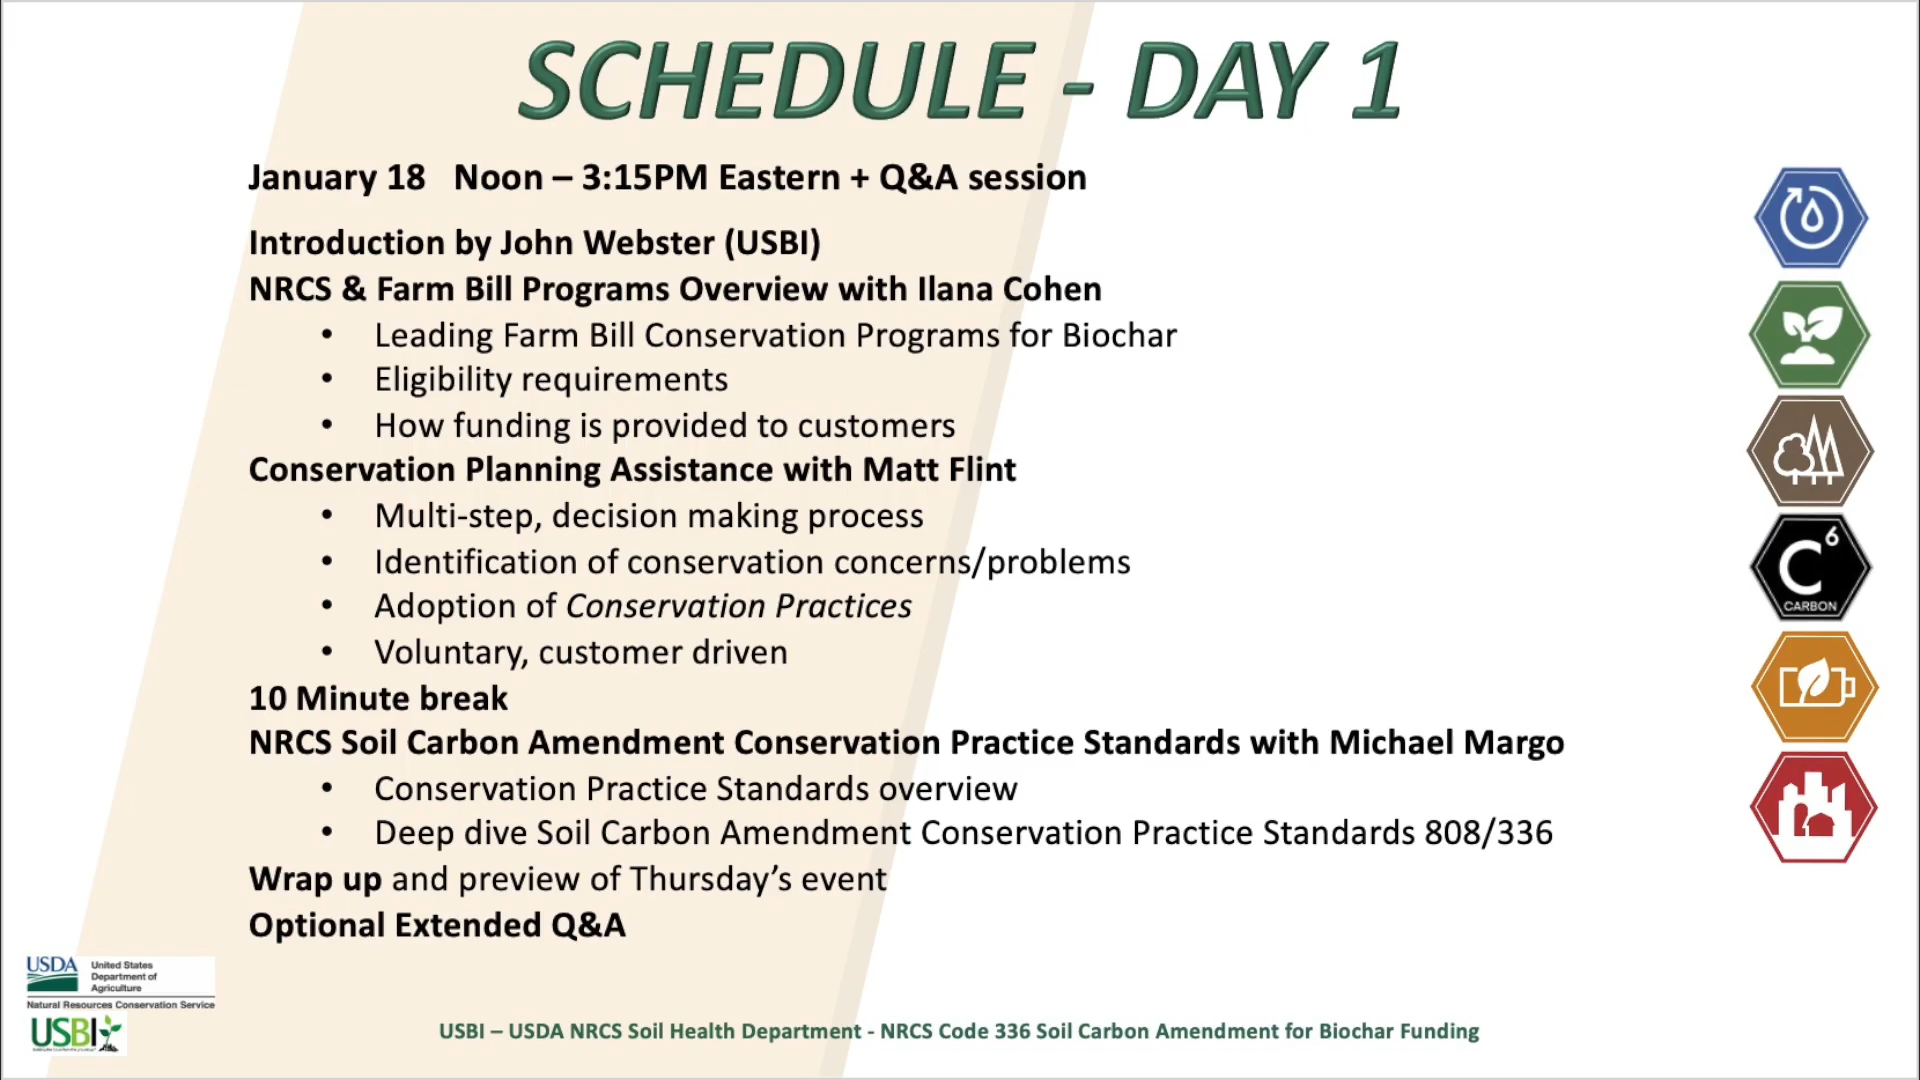 SCHEDULE - DAY 1
January 18 Noon – 3:15PM Eastern + Q&A session
Introduction by John Webster (USBI)
NRCS & Farm Bill Programs Overview with Ilana Cohen
• Leading Farm Bill Conservation Programs for Biochar
• Eligibility requirements
• How funding is provided to customers
Conservation Planning Assistance with Matt Flint
• Multi-step, decision making process
• Identification of conservation concerns/problems
• Adoption of Conservation Practices
• Voluntary, customer driven
10 Minute break
NRCS Soil Carbon Amendment Conservation Practice Standards with Michael Margo
• Conservation Practice Standards overview
• Deep dive Soil Carbon Amendment Conservation Practice Standards 808/336
Wrap up and preview of Thursday’s event
Optional Extended Q&A
C 6
CARBON
USDA
United States
Department of
Agriculture
Natural Resources Conservation Service
USBI
USBI – USDA NRCS Soil Health Department - NRCS Code 336 Soil Carbon Amendment for Biochar Funding